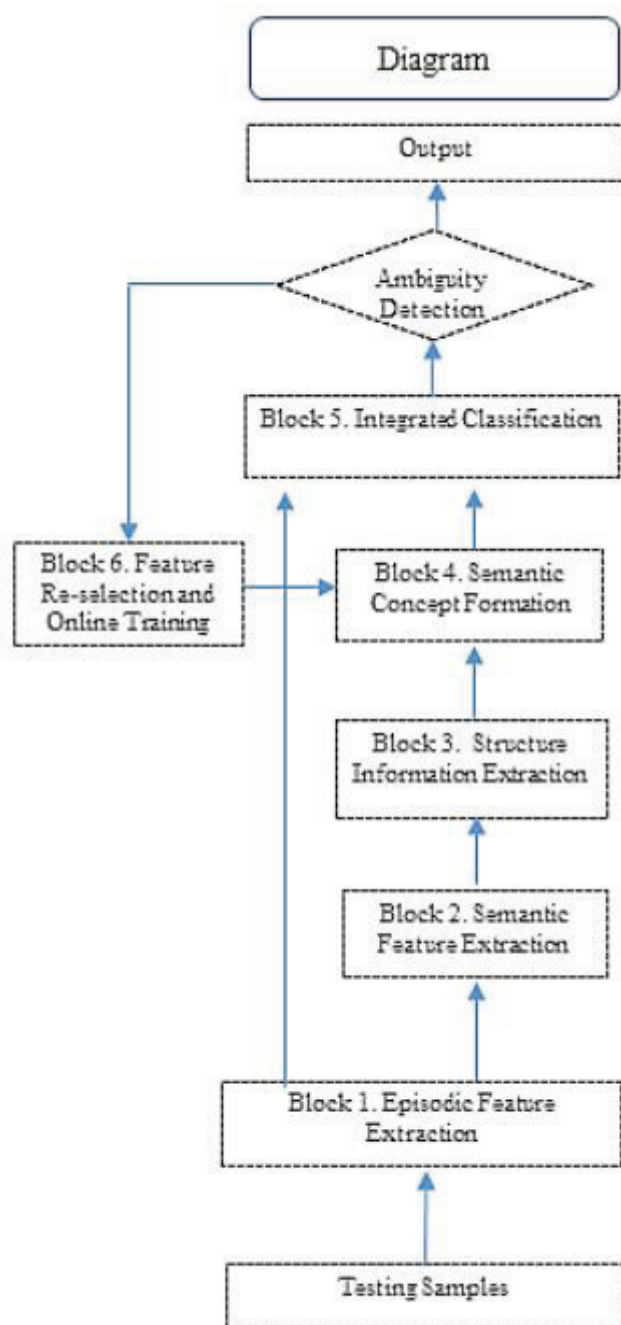 Diagram
Output
Ambiguity
Detection
Block 5. Integrated Classification
Block 6. Feature
Re-selection and
Online Training
Block 4. Semantic
Concept Formation
Block 3. Structure
Information Extraction
Block 2. Semantic
Feature Extraction
Block 1. Episodic Feature
Extraction
Testing Samples